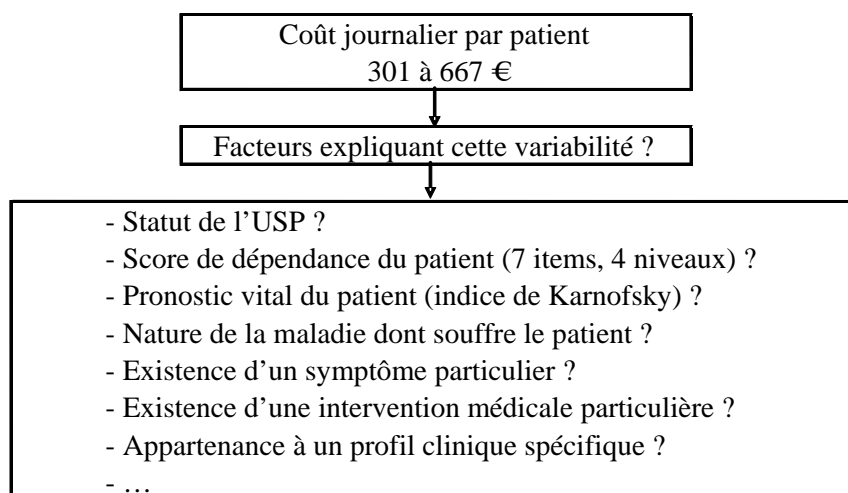 Coût journalier par patient
301 à 667 €
Facteurs expliquant cette variabilité ?
- Statut de l’USP ?
- Score de dépendance du patient (7 items, 4 niveaux) ?
- Pronostic vital du patient (indice de Karnofsky) ?
- Nature de la maladie dont souffre le patient ?
- Existence d’un symptôme particulier ?
- Existence d’une intervention médicale particulière ?
- Appartenance à un profil clinique spécifique ?
- …